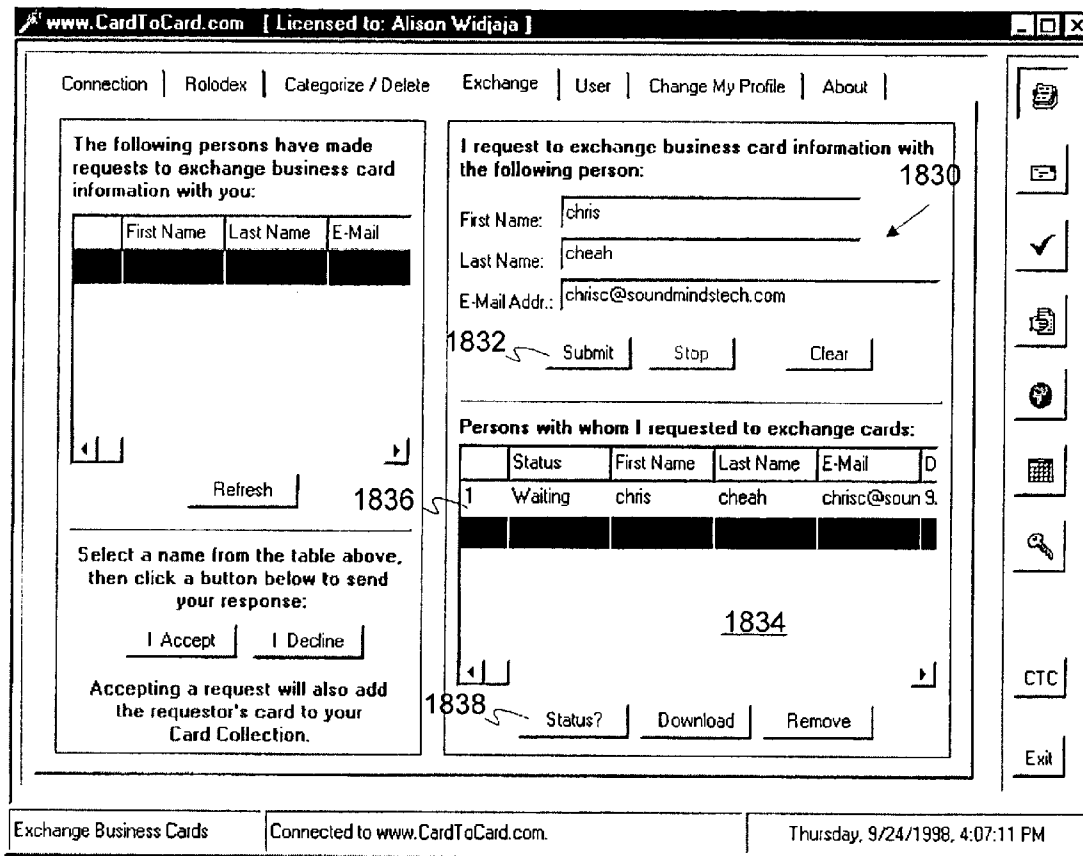 www.CardToCard.com [ Licensed to: Alison Widjaja ]
Connection | Rolodex | Categorize / Delete Exchange | User | Change My Profile | About |
The following persons have made
requests to exchange business card
information with you:
First Name Last Name E-Mail
Refresh
Select a name from the table above,
then click a button below to send
your response:
I Accept I Decline
Accepting a request will also add
the requestor's card to your
Card Collection.
I request to exchange business card information with
the following person:
1830
First Name: chris
Last Name: cheah
E-Mail Addr.: chrisc@soundmindstech.com
1832
Submit Stop Clear
Persons with whom I requested to exchange cards:
Status First Name Last Name E-Mail D
1836
1 Waiting chris cheah chrisc@soun 9.
1834
1838
Status? Download Remove
CTC
Exit
Exchange Business Cards Connected to www.CardToCard.com. Thursday, 9/24/1998, 4:07:11 PM